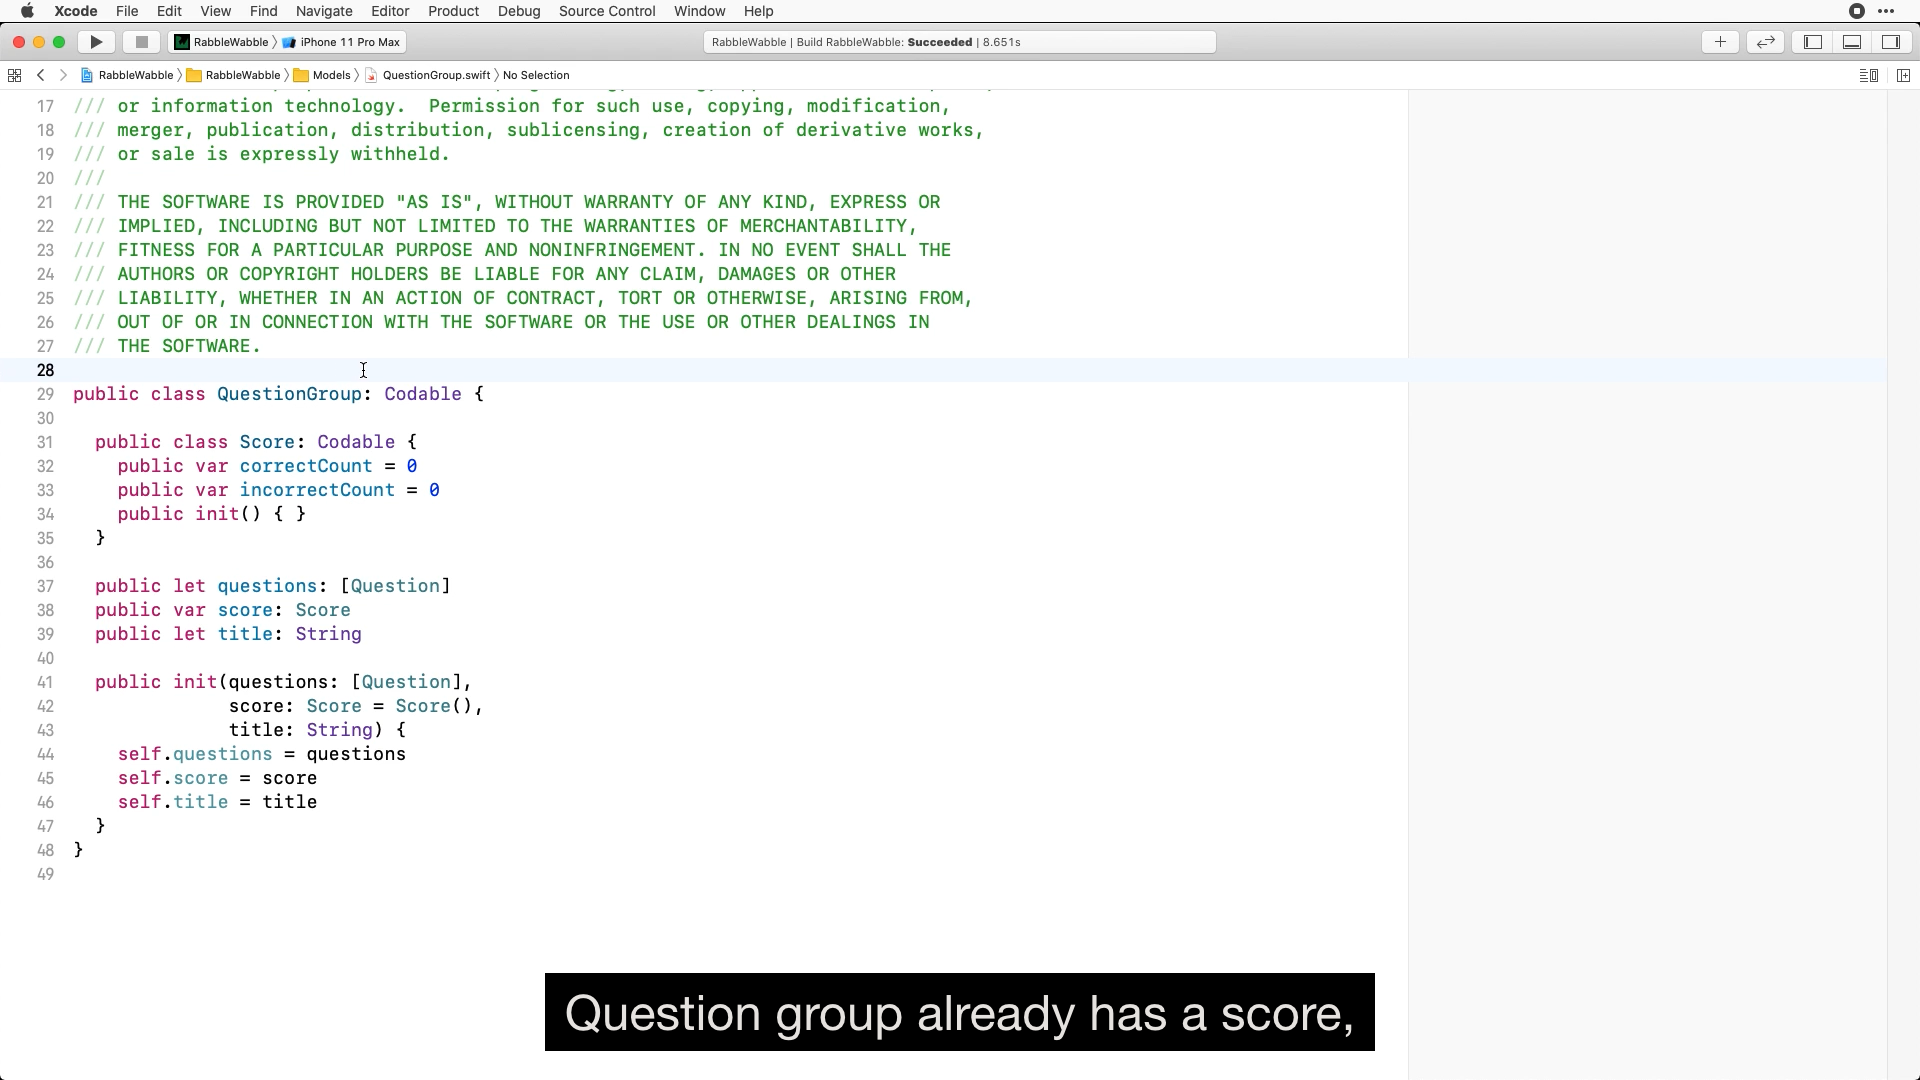 Xcode File Edit View Find Navigate Editor Product Debug Source Control Window Help
RabbleWabble 〉 iPhone 11 Pro Max
RabbleWabble | Build RabbleWabble: Succeeded | 8.651s
RabbleWabble 〉 RabbleWabble 〉 Models 〉 QuestionGroup.swift 〉 No Selection
17 /// or information technology.  Permission for such use, copying, modification,
18 /// merger, publication, distribution, sublicensing, creation of derivative works,
19 /// or sale is expressly withheld.
20 ///
21 /// THE SOFTWARE IS PROVIDED "AS IS", WITHOUT WARRANTY OF ANY KIND, EXPRESS OR
22 /// IMPLIED, INCLUDING BUT NOT LIMITED TO THE WARRANTIES OF MERCHANTABILITY,
23 /// FITNESS FOR A PARTICULAR PURPOSE AND NONINFRINGEMENT. IN NO EVENT SHALL THE
24 /// AUTHORS OR COPYRIGHT HOLDERS BE LIABLE FOR ANY CLAIM, DAMAGES OR OTHER
25 /// LIABILITY, WHETHER IN AN ACTION OF CONTRACT, TORT OR OTHERWISE, ARISING FROM,
26 /// OUT OF OR IN CONNECTION WITH THE SOFTWARE OR THE USE OR OTHER DEALINGS IN
27 /// THE SOFTWARE.
28
29 public class QuestionGroup: Codable {
30
31   public class Score: Codable {
32     public var correctCount = 0
33     public var incorrectCount = 0
34     public init() { }
35   }
36
37   public let questions: [Question]
38   public var score: Score
39   public let title: String
40
41   public init(questions: [Question],
42               score: Score = Score(),
43               title: String) {
44     self.questions = questions
45     self.score = score
46     self.title = title
47   }
48 }
49
Question group already has a score,